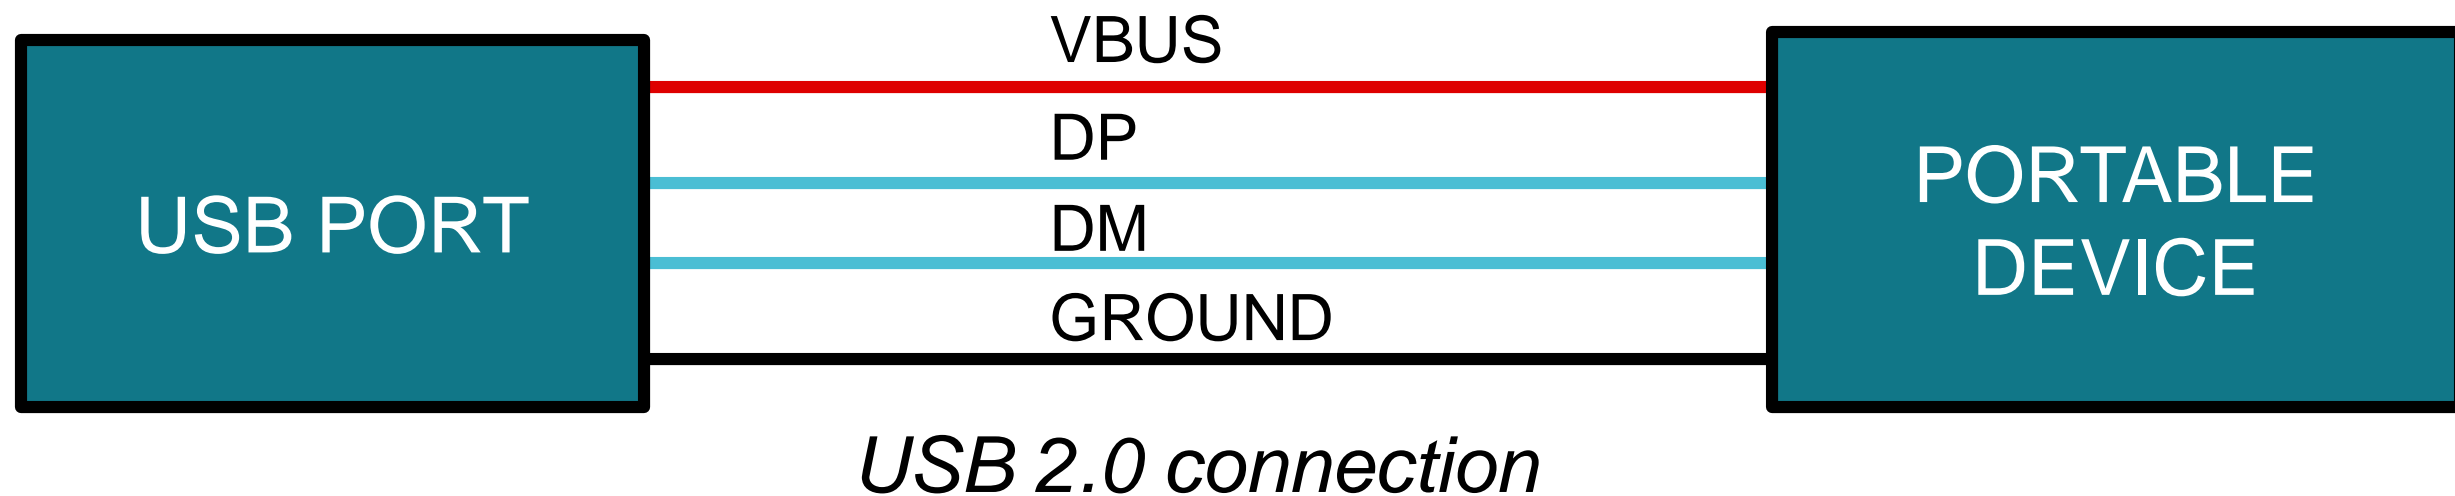 VBUS
DP
DM
GROUND
USB PORT
PORTABLE
DEVICE
USB 2.0 connection